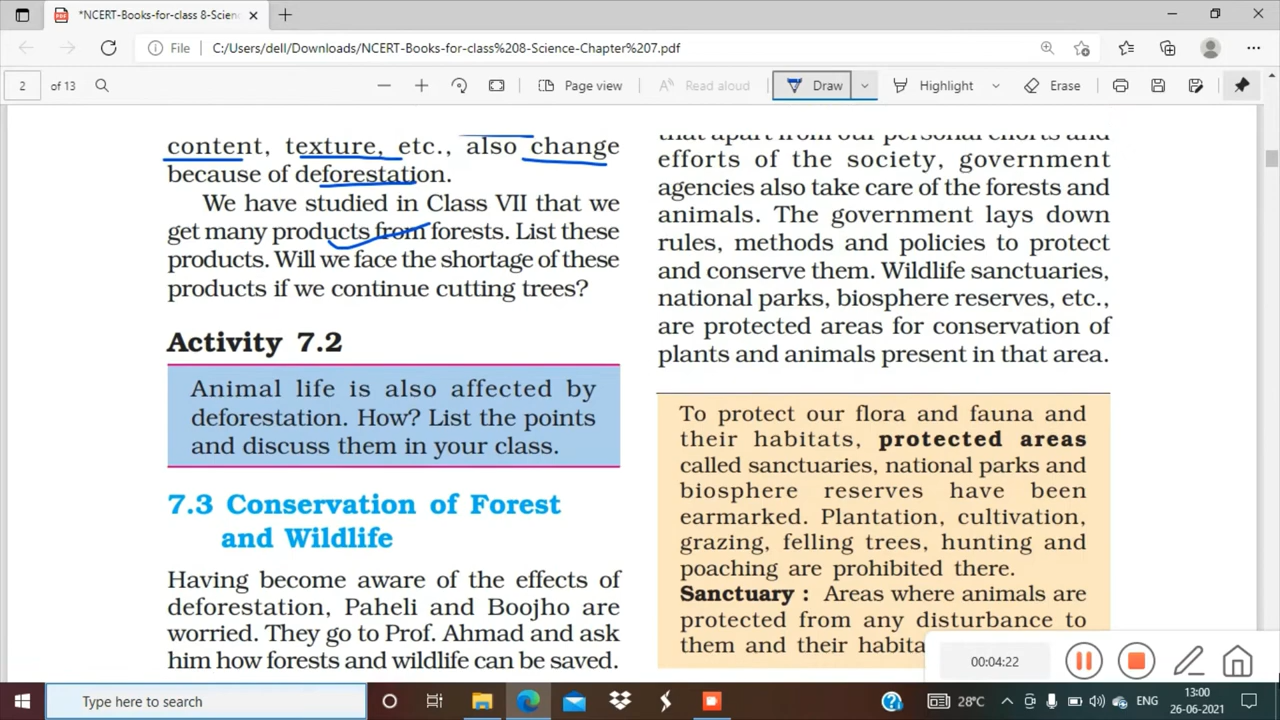 *NCERT-Books-for-class 8-Scien
File
C:/Users/dell/Downloads/NCERT-Books-for-class%208-Science-Chapter%207.pdf
2 of 13
Page view
Read aloud
Draw
Highlight
Erase
content, texture, etc., also change
because of deforestation.
We have studied in Class VII that we
get many products from forests. List these
products. Will we face the shortage of these
products if we continue cutting trees?
Activity 7.2
Animal life is also affected by
deforestation. How? List the points
and discuss them in your class.
7.3 Conservation of Forest
and Wildlife
Having become aware of the effects of
deforestation, Paheli and Boojho are
worried. They go to Prof. Ahmad and ask
him how forests and wildlife can be saved.
that apart from our personal efforts and
efforts of the society, government
agencies also take care of the forests and
animals. The government lays down
rules, methods and policies to protect
and conserve them. Wildlife sanctuaries,
national parks, biosphere reserves, etc.,
are protected areas for conservation of
plants and animals present in that area.
To protect our flora and fauna and
their habitats, protected areas
called sanctuaries, national parks and
biosphere reserves have been
earmarked. Plantation, cultivation,
grazing, felling trees, hunting and
poaching are prohibited there.
Sanctuary : Areas where animals are
protected from any disturbance to
them and their habita
00:04:22
Type here to search
28°C
ENG
13:00
26-06-2021